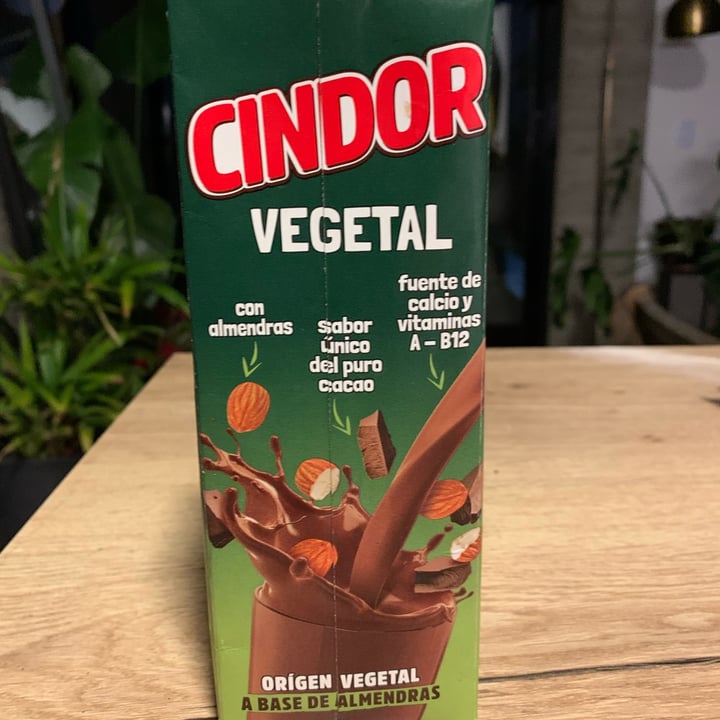 CINDOR
VEGETAL
con
almendras
sabor
único
del puro
cacao
fuente de
calcio y
vitaminas
A – B12
ORÍGEN VEGETAL
A BASE DE ALMENDRAS